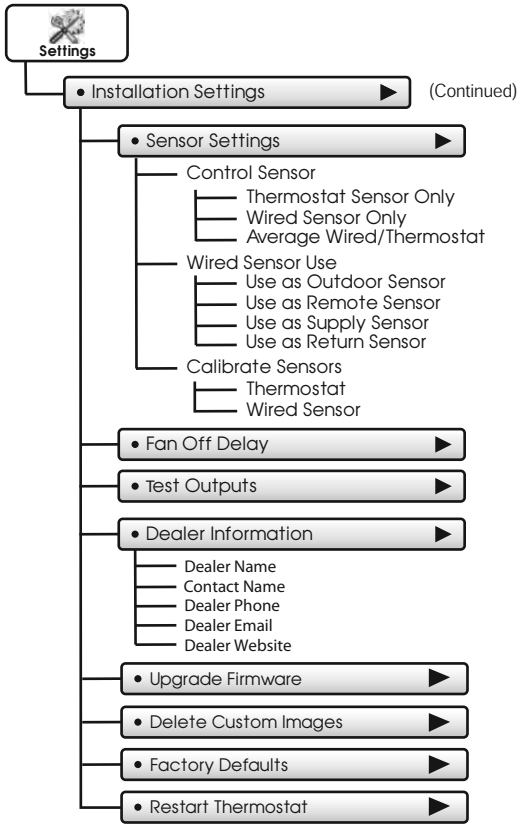 Settings
• Installation Settings (Continued)
• Sensor Settings
Control Sensor
Thermostat Sensor Only
Wired Sensor Only
Average Wired/Thermostat
Wired Sensor Use
Use as Outdoor Sensor
Use as Remote Sensor
Use as Supply Sensor
Use as Return Sensor
Calibrate Sensors
Thermostat
Wired Sensor
• Fan Off Delay
• Test Outputs
• Dealer Information
Dealer Name
Contact Name
Dealer Phone
Dealer Email
Dealer Website
• Upgrade Firmware
• Delete Custom Images
• Factory Defaults
• Restart Thermostat